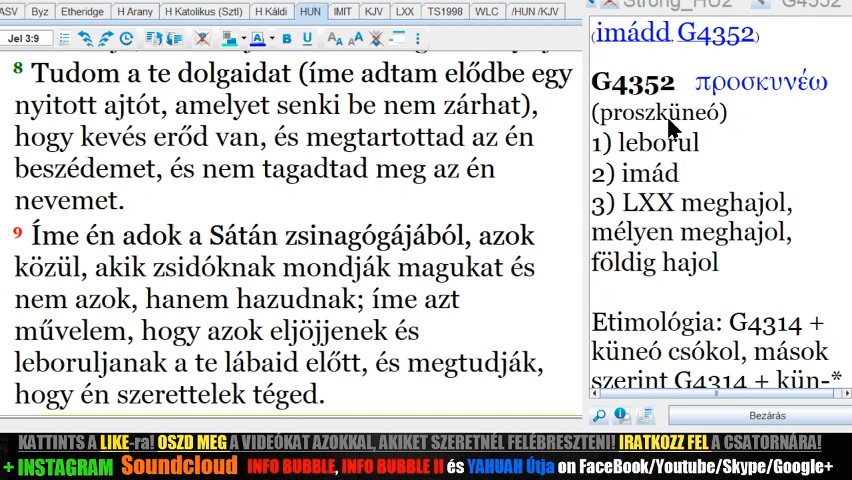 ASV Byz Etheridge H Arany H Katolikus (Sztl) H Káldi HUN IMIT KJV LXX TS1998 WLC /HUN /KJV
Jel 3:9
8 Tudom a te dolgaidat (íme adtam elődbe egy
nyitott ajtót, amelyet senki be nem zárhat),
hogy kevés erőd van, és megtartottad az én
beszédemet, és nem tagadtad meg az én
nevemet.
9 Íme én adok a Sátán zsinagógájából, azok
közül, akik zsidóknak mondják magukat és
nem azok, hanem hazudnak; íme azt
művelem, hogy azok eljöjjenek és
leboruljanak a te lábaid előtt, és megtudják,
hogy én szerettelek téged.
Strong_HU2 G4352
(imádd G4352)
G4352 προσκυνέω
(proszküneó)
1) leborul
2) imád
3) LXX meghajol,
mélyen meghajol,
földig hajol
Etimológia: G4314 +
küneó csókol, mások
szerint G4314 + kün-*
Bezárás
KATTINTS A LIKE-ra! OSZD MEG A VIDEÓKAT AZOKKAL, AKIKET SZERETNÉL FELÉBRESZTENI! IRATKOZZ FEL A CSATORNÁRA!
+ INSTAGRAM Soundcloud INFO BUBBLE, INFO BUBBLE II és YAHUAH Útja on FaceBook/Youtube/Skype/Google+